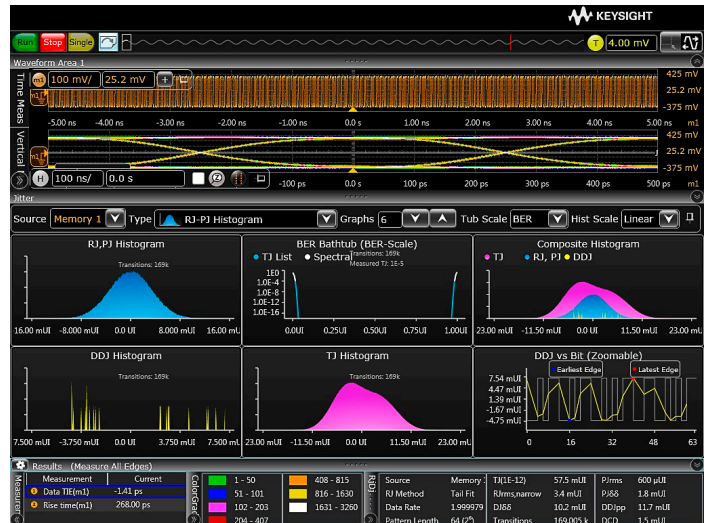 KEYSIGHT
Run Stop Single T 4.00 mV
Waveform Area 1
Time Meas m1 100 mV/ 25.2 mV + 425 mV
m1 25.2 mV
-375 mV
-5.00 ns -4.00 ns -3.00 ns -2.00 ns -1.00 ns 0.0 s 1.00 ns 2.00 ns 3.00 ns 4.00 ns 5.00 ns m1
Vertical 425 mV
m1 25.2 mV
-375 mV
H 100 ns/ 0.0 s -100 ps 0.0 s 100 ps 200 ps 300 ps 400 ps 500 ps m1
Jitter
Source Memory 1 Type RJ-PJ Histogram Graphs 6 Tub Scale BER Hist Scale Linear
RJ,PJ Histogram
Transitions: 169k
16.00 mUI -8.000 mUI 0.0 UI 8.000 mUI 16.00 mU
BER Bathtub (BER-Scale)
TJ List Spectral Transitions: 169k
Measured TJ: 1E-5
1E0
1.0E-4
1.0E-8
1.0E-12
1.0E-16
0.0UI 0.25UI 0.50UI 0.75UI 1.00UI
Composite Histogram
TJ RJ, PJ DDJ
23.00 mUI -11.50 mUI 0.0 UI 11.50 mUI 23.00 mU
DDJ Histogram
Transitions: 169k
7.500 mUI -3.750 mUI 0.0 UI 3.750 mUI 7.500 mU
TJ Histogram
Transitions: 169k
23.00 mUI -11.50 mUI 0.0 UI 11.50 mUI 23.00 mU
DDJ vs Bit (Zoomable)
Earliest Edge Latest Edge
7.54 mUI
4.47 mUI
1.39 mUI
-1.67 mUI
-4.75 mUI
0 16 32 48 63
Results (Measure All Edges)
Measurement Current
Data TIE(m1) -1.41 ps
Rise time(m1) 268.00 ps
ColorGra
1 - 50 408 - 815
51 - 101 816 - 1630
102 - 203 1631 - 3260
204 - 407
RJDJ
Source Memory TJ(1E-12) 57.5 mUI PJrms 600 µUI
RJ Method Tail Fit RJrms,narrow 3.4 mUI PJδδ 1.8 mUI
Data Rate 1.999979 DJδδ 10.2 mUI DDJpp 11.7 mUI
Pattern Length 64 (2⁶) Transitions 169.005 k DCD 1.5 mUI